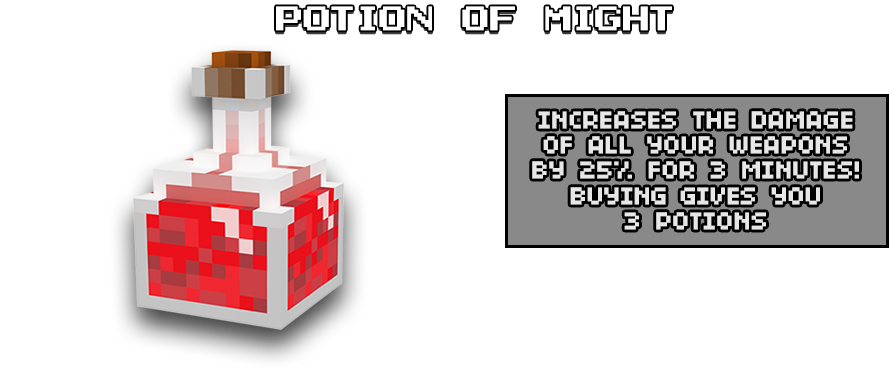 POTION OF MIGHT
INCREASES THE DAMAGE
OF ALL YOUR WEAPONS
BY 25% FOR 3 MINUTES!
BUYING GIVES YOU
3 POTIONS